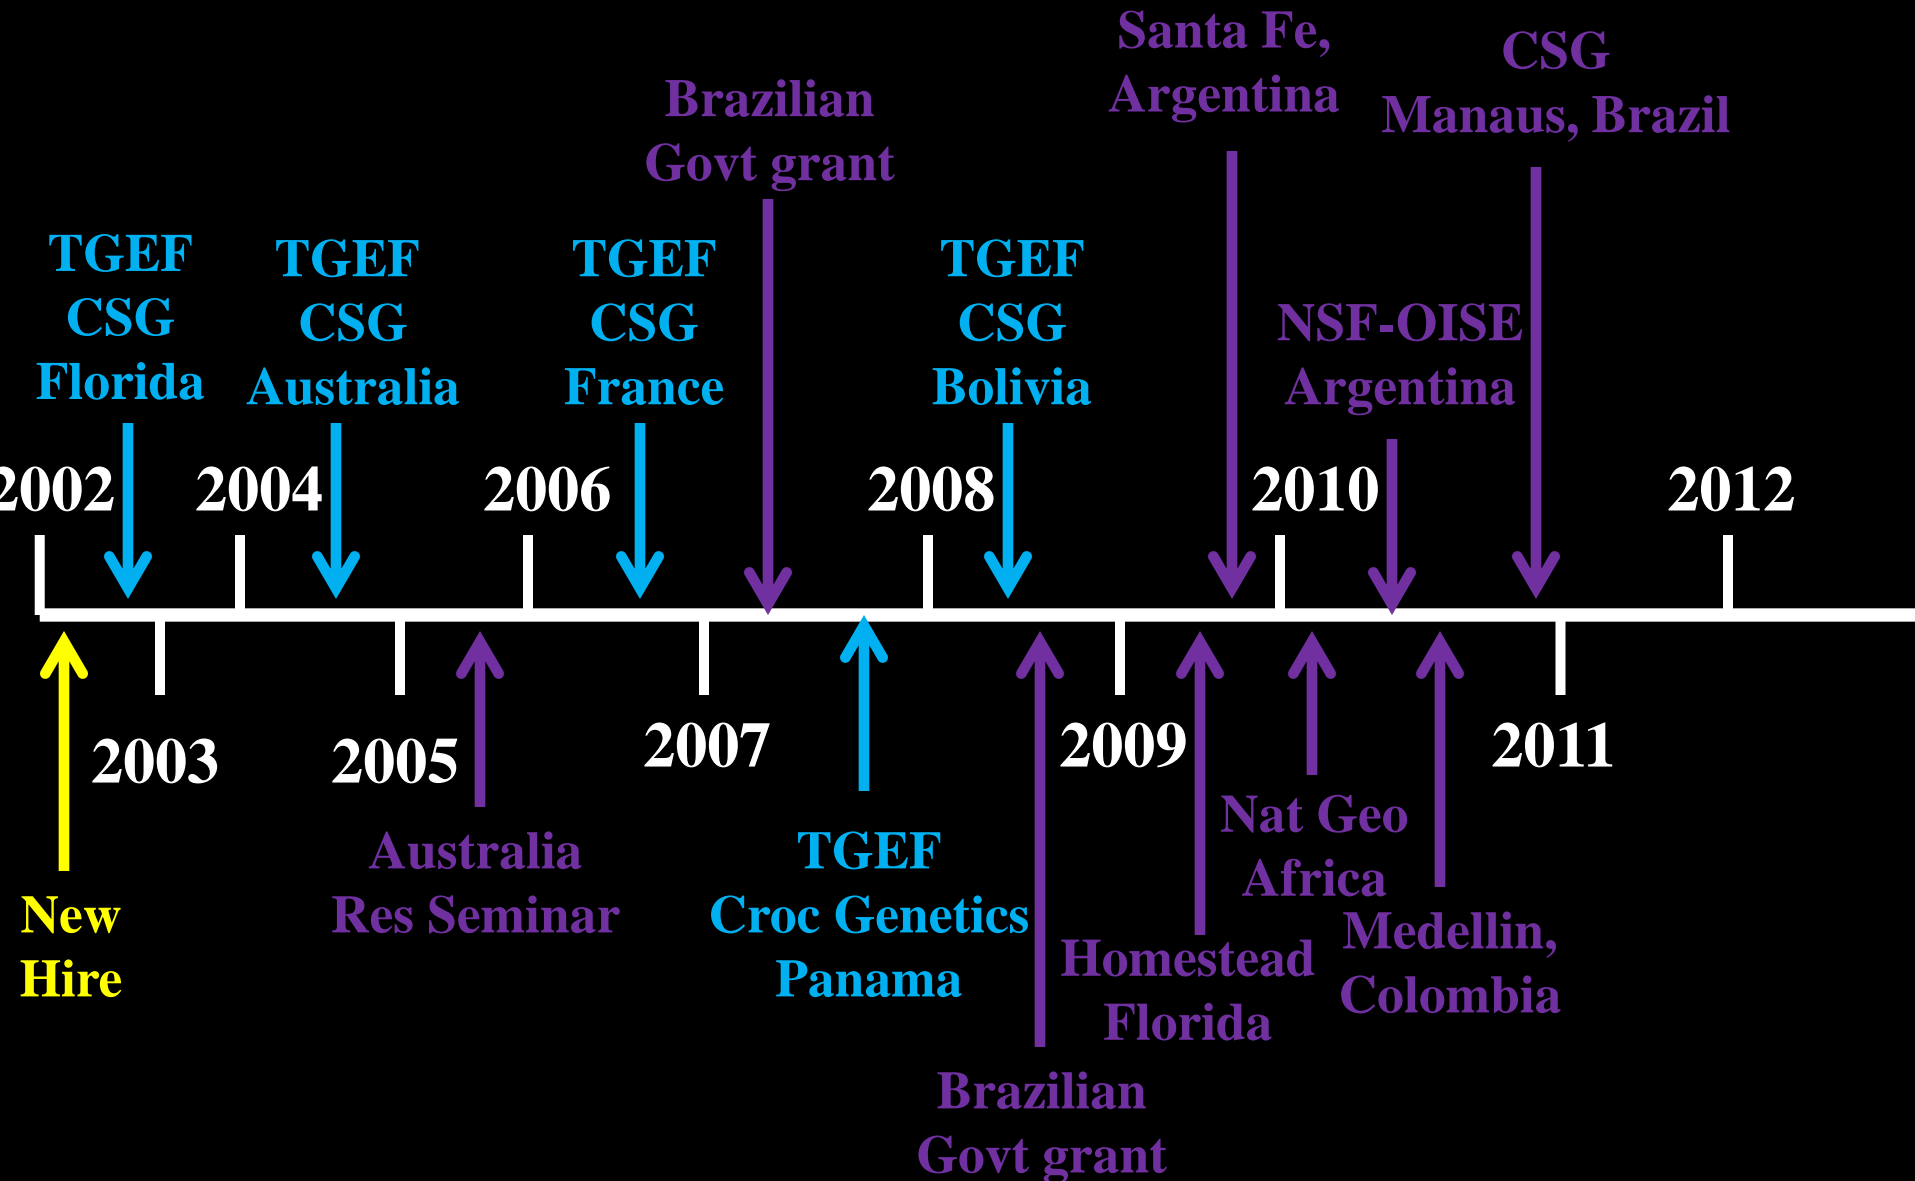 Santa Fe,
Argentina
CSG
Manaus, Brazil
Brazilian
Govt grant
TGEF
CSG
Florida
TGEF
CSG
Australia
TGEF
CSG
France
TGEF
CSG
Bolivia
NSF-OISE
Argentina
2002
2004
2006
2008
2010
2012
2003
2005
2007
2009
2011
New
Hire
Australia
Res Seminar
TGEF
Croc Genetics
Panama
Brazilian
Govt grant
Homestead
Florida
Nat Geo
Africa
Medellin,
Colombia